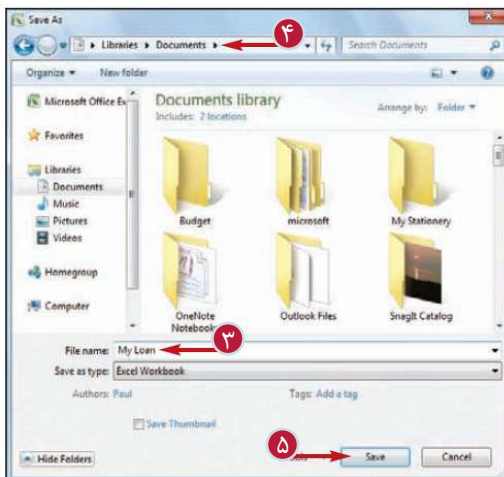 Save As
Libraries Documents
۴
Search Documents
Organize New folder
Microsoft Office Ex
Documents library
Includes: 2 locations
Arrange by: Folder
Favorites
Libraries
Documents
Music
Pictures
Videos
Homegroup
Computer
Budget
microsoft
My Stationery
OneNote
Notebook
Outlook Files
SnagIt Catalog
۳
File name: My Loan
Save as type: Excel Workbook
Authors: Paul
Tags: Add a tag
Save Thumbnail
۵
Hide Folders
Save
Cancel